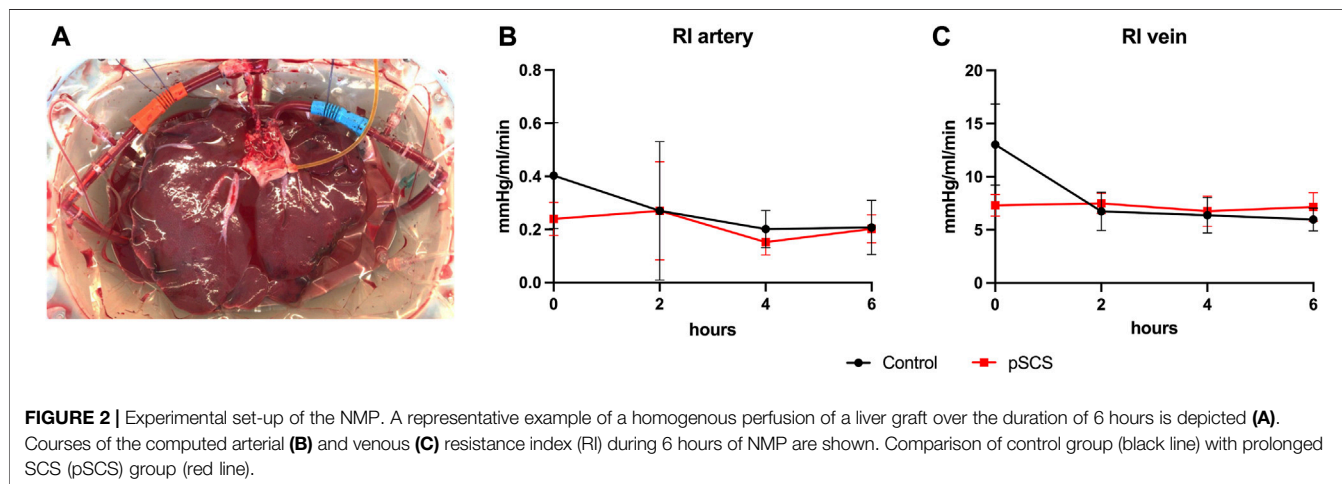 A
B
RI artery
mmHg/ml/min
0.8
0.6
0.4
0.2
0.0
0 2 4 6
hours
C
RI vein
mmHg/ml/min
20
15
10
5
0
0 2 4 6
hours
Control pSCS
FIGURE 2 | Experimental set-up of the NMP. A representative example of a homogenous perfusion of a liver graft over the duration of 6 hours is depicted (A).
Courses of the computed arterial (B) and venous (C) resistance index (RI) during 6 hours of NMP are shown. Comparison of control group (black line) with prolonged
SCS (pSCS) group (red line).